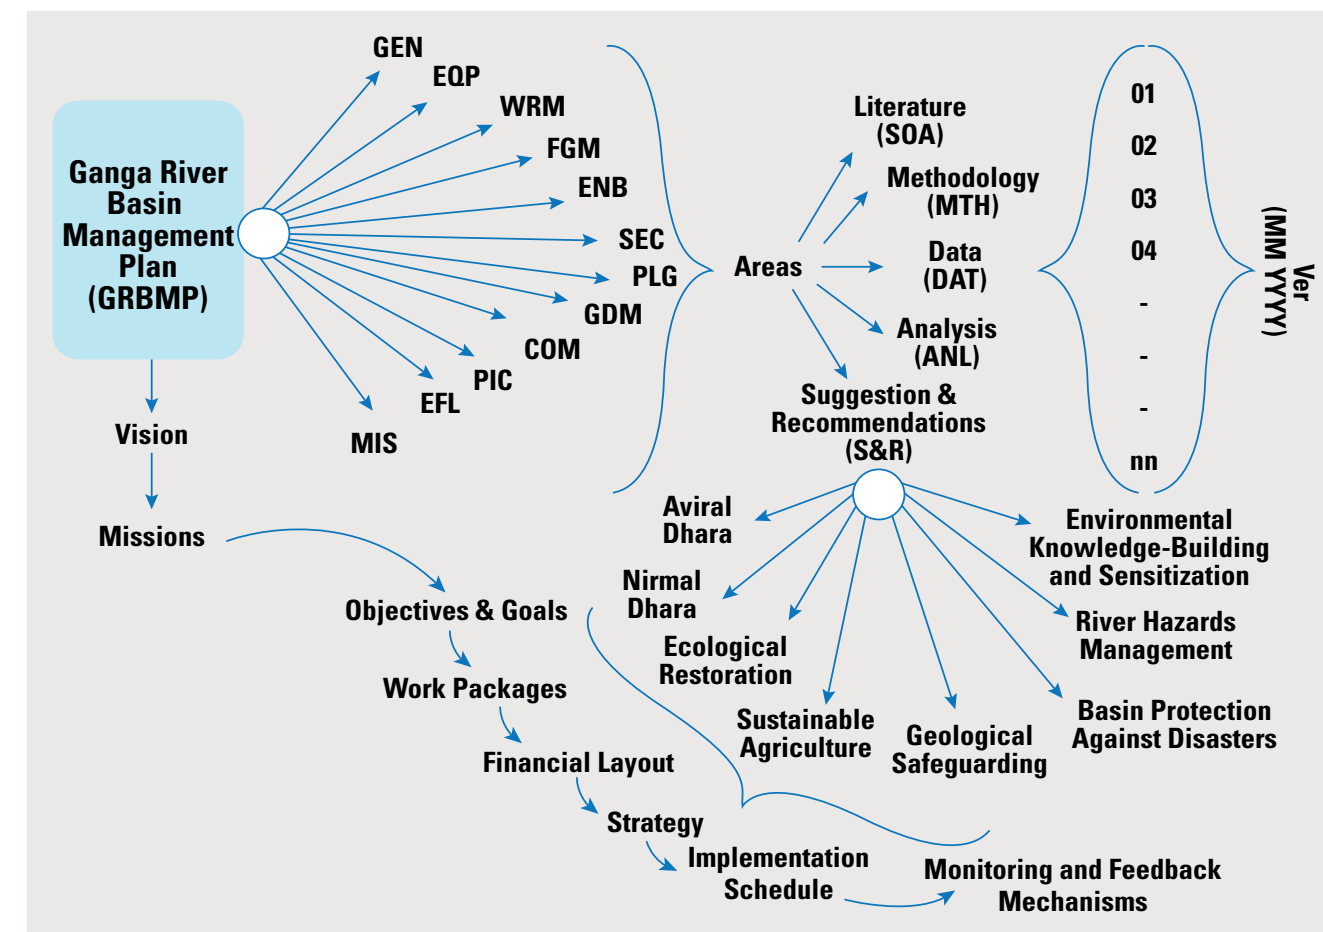 Ganga River
Basin
Management
Plan
(GRBMP)
GEN
EQP
WRM
FGM
ENB
SEC
PLG
GDM
COM
PIC
EFL
MIS
Areas
Literature
(SOA)
Methodology
(MTH)
Data
(DAT)
Analysis
(ANL)
Suggestion &
Recommendations
(S&R)
01
02
03
04
-
-
-
nn
Ver
(MM YYYY)
Vision
Missions
Objectives & Goals
Work Packages
Financial Layout
Strategy
Implementation
Schedule
Monitoring and Feedback
Mechanisms
Aviral
Dhara
Nirmal
Dhara
Ecological
Restoration
Sustainable
Agriculture
Geological
Safeguarding
Basin Protection
Against Disasters
River Hazards
Management
Environmental
Knowledge-Building
and Sensitization